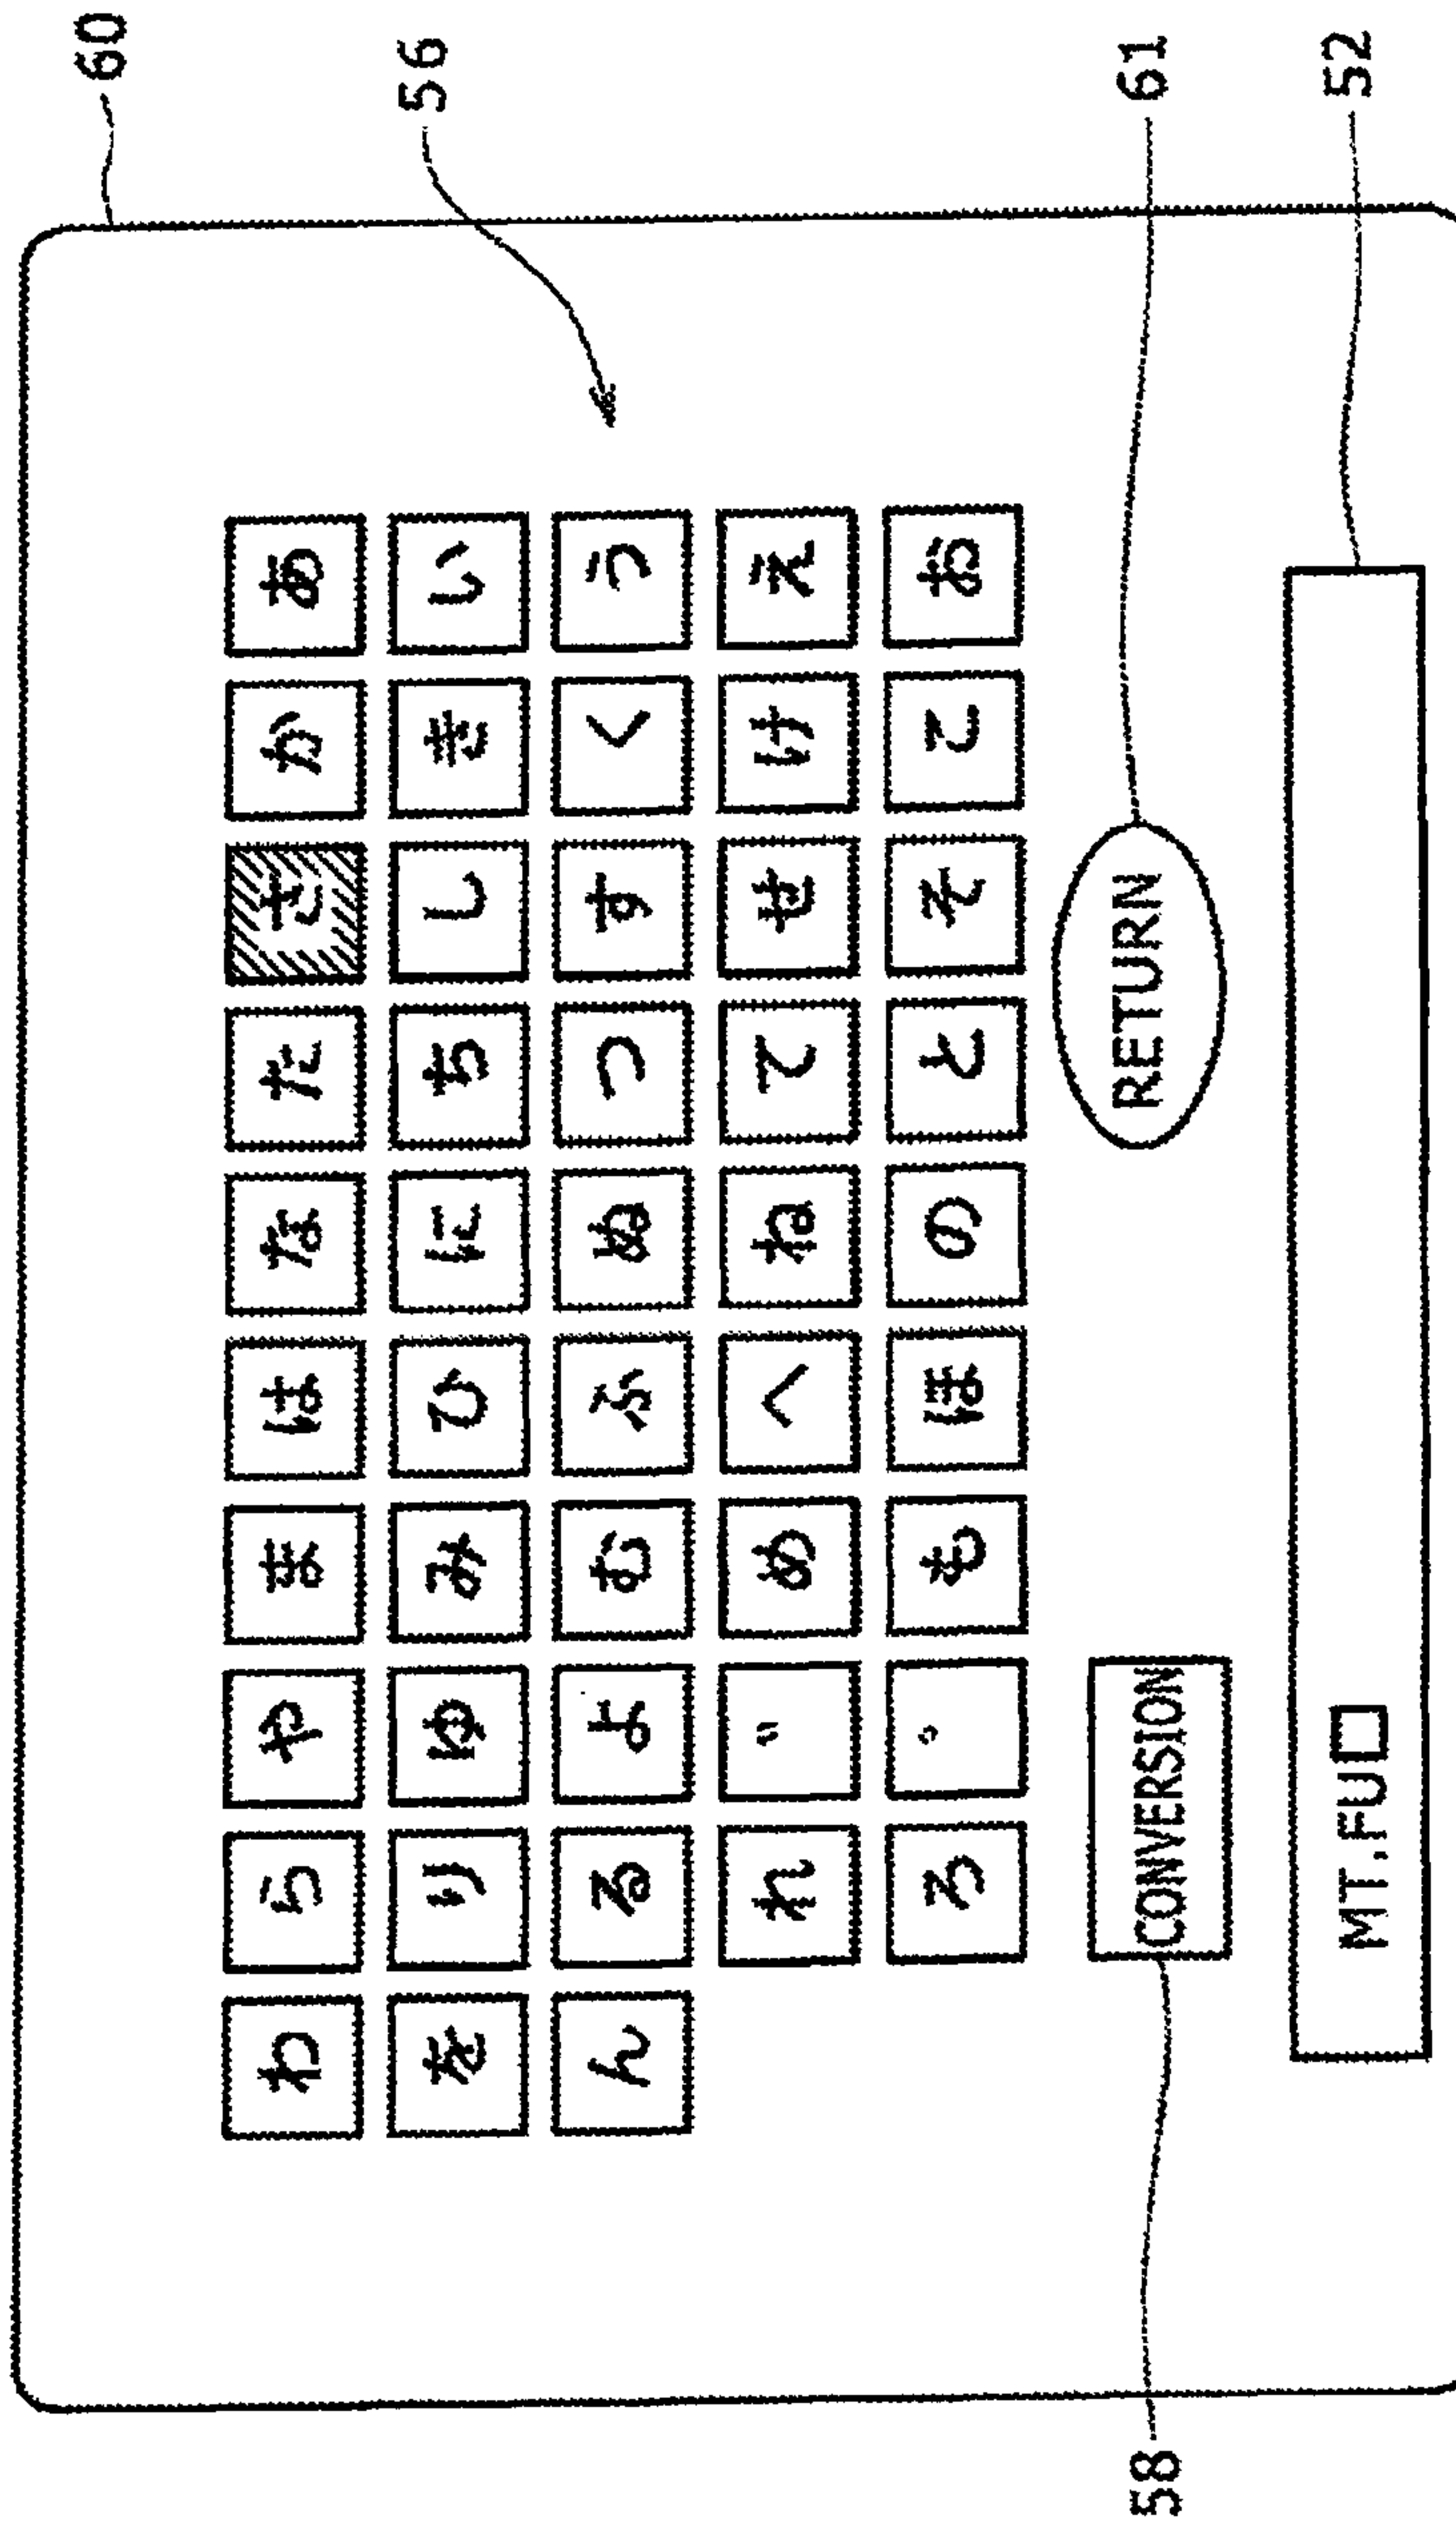 60
わ ら や ま は な た さ か あ
を り ゆ み ひ に ち し き い
56
ん る よ む ふ ぬ つ す く う
れ ゛ め へ ね て せ け え
ろ ゜ も ほ の と そ こ お
58 CONVERSION RETURN 61
MT.FU□ 52